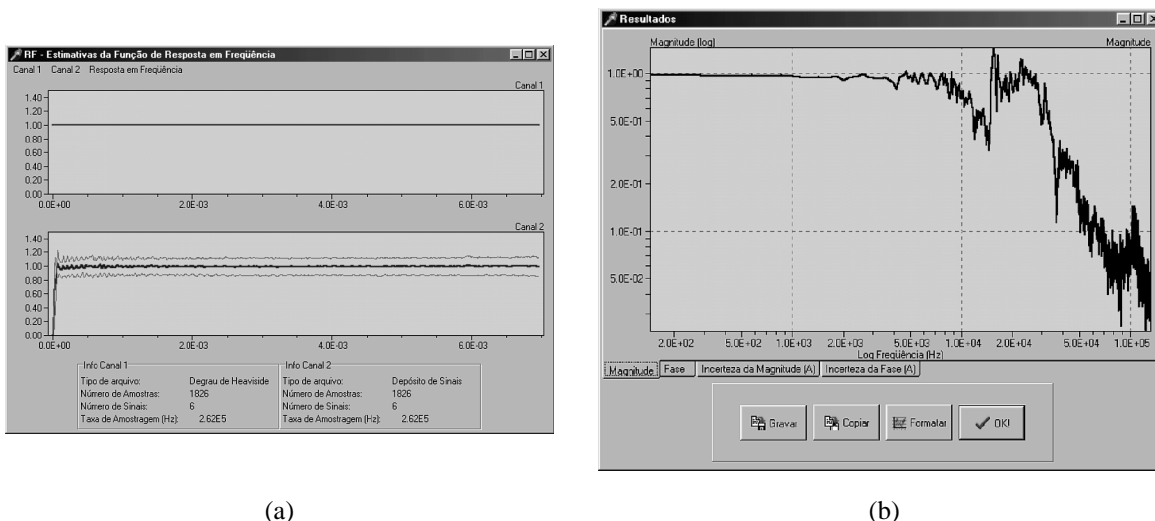 RF - Estimativas da Função de Resposta em Freqüência
Canal 1 Canal 2 Resposta em Freqüência
Canal 1
1.40
1.20
1.00
0.80
0.60
0.40
0.20
0.00
0.0E+00 2.0E-03 4.0E-03 6.0E-03
Canal 2
1.40
1.20
1.00
0.80
0.60
0.40
0.20
0.00
0.0E+00 2.0E-03 4.0E-03 6.0E-03
Info Canal 1
Tipo de arquivo: Degrau de Heaviside
Número de Amostras: 1826
Número de Sinais: 6
Taxa de Amostragem (Hz): 2.62E5
Info Canal 2
Tipo de arquivo: Depósito de Sinais
Número de Amostras: 1826
Número de Sinais: 6
Taxa de Amostragem (Hz): 2.62E5
(a)
Resultados
Magnitude (log) Magnitude
1.0E+00
5.0E-01
2.0E-01
1.0E-01
5.0E-02
2.0E+02 5.0E+02 1.0E+03 2.0E+03 5.0E+03 1.0E+04 2.0E+04 5.0E+04 1.0E+05
Log Freqüência (Hz)
Magnitude Fase Incerteza da Magnitude (A) Incerteza da Fase (A)
Gravar Copiar Formatar OK!
(b)